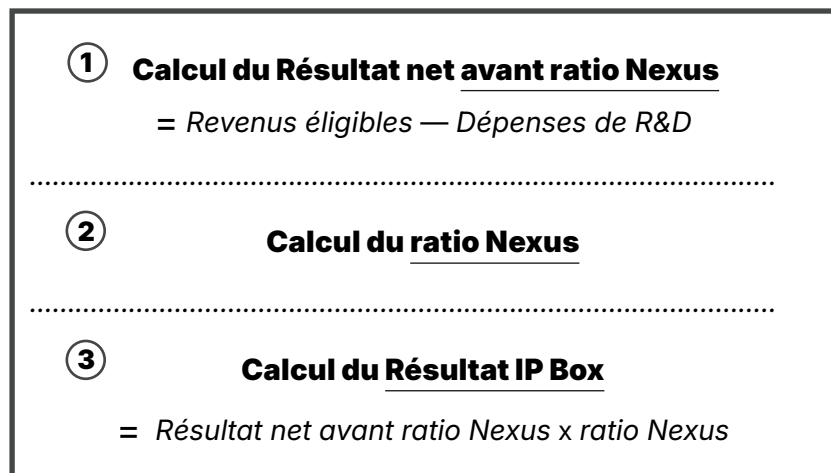 ① Calcul du Résultat net avant ratio Nexus
= Revenus éligibles — Dépenses de R&D
② Calcul du ratio Nexus
③ Calcul du Résultat IP Box
= Résultat net avant ratio Nexus x ratio Nexus